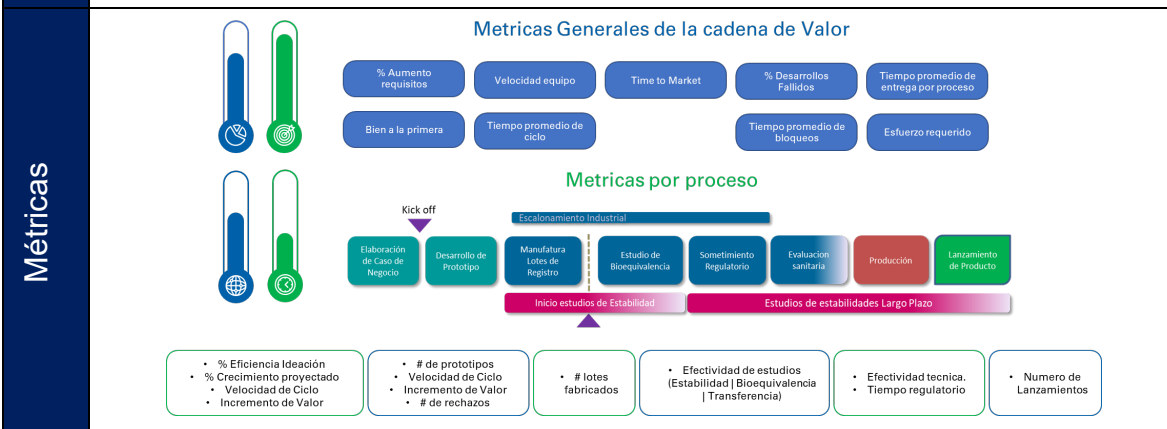 Métricas
Metricas Generales de la cadena de Valor
% Aumento
requisitos
Velocidad equipo
Time to Market
% Desarrollos
Fallidos
Tiempo promedio de
entrega por proceso
Bien a la primera
Tiempo promedio de
ciclo
Tiempo promedio de
bloqueos
Esfuerzo requerido
Metricas por proceso
Kick off
Escalonamiento Industrial
Elaboración
de Caso de
Negocio
Desarrollo de
Prototipo
Manufatura
Lotes de
Registro
Estudio de
Bioequivalencia
Sometimiento
Regulatorio
Evaluacion
sanitaria
Producción
Lanzamiento
de Producto
Inicio estudios de Estabilidad
Estudios de estabilidades Largo Plazo
• % Eficiencia Ideación
• % Crecimiento proyectado
• Velocidad de Ciclo
• Incremento de Valor
• # de prototipos
• Velocidad de Ciclo
• Incremento de Valor
• # de rechazos
• # lotes
fabricados
• Efectividad de estudios
(Estabilidad | Bioequivalencia
| Transferencia)
• Efectividad tecnica.
• Tiempo regulatorio
• Numero de
Lanzamientos